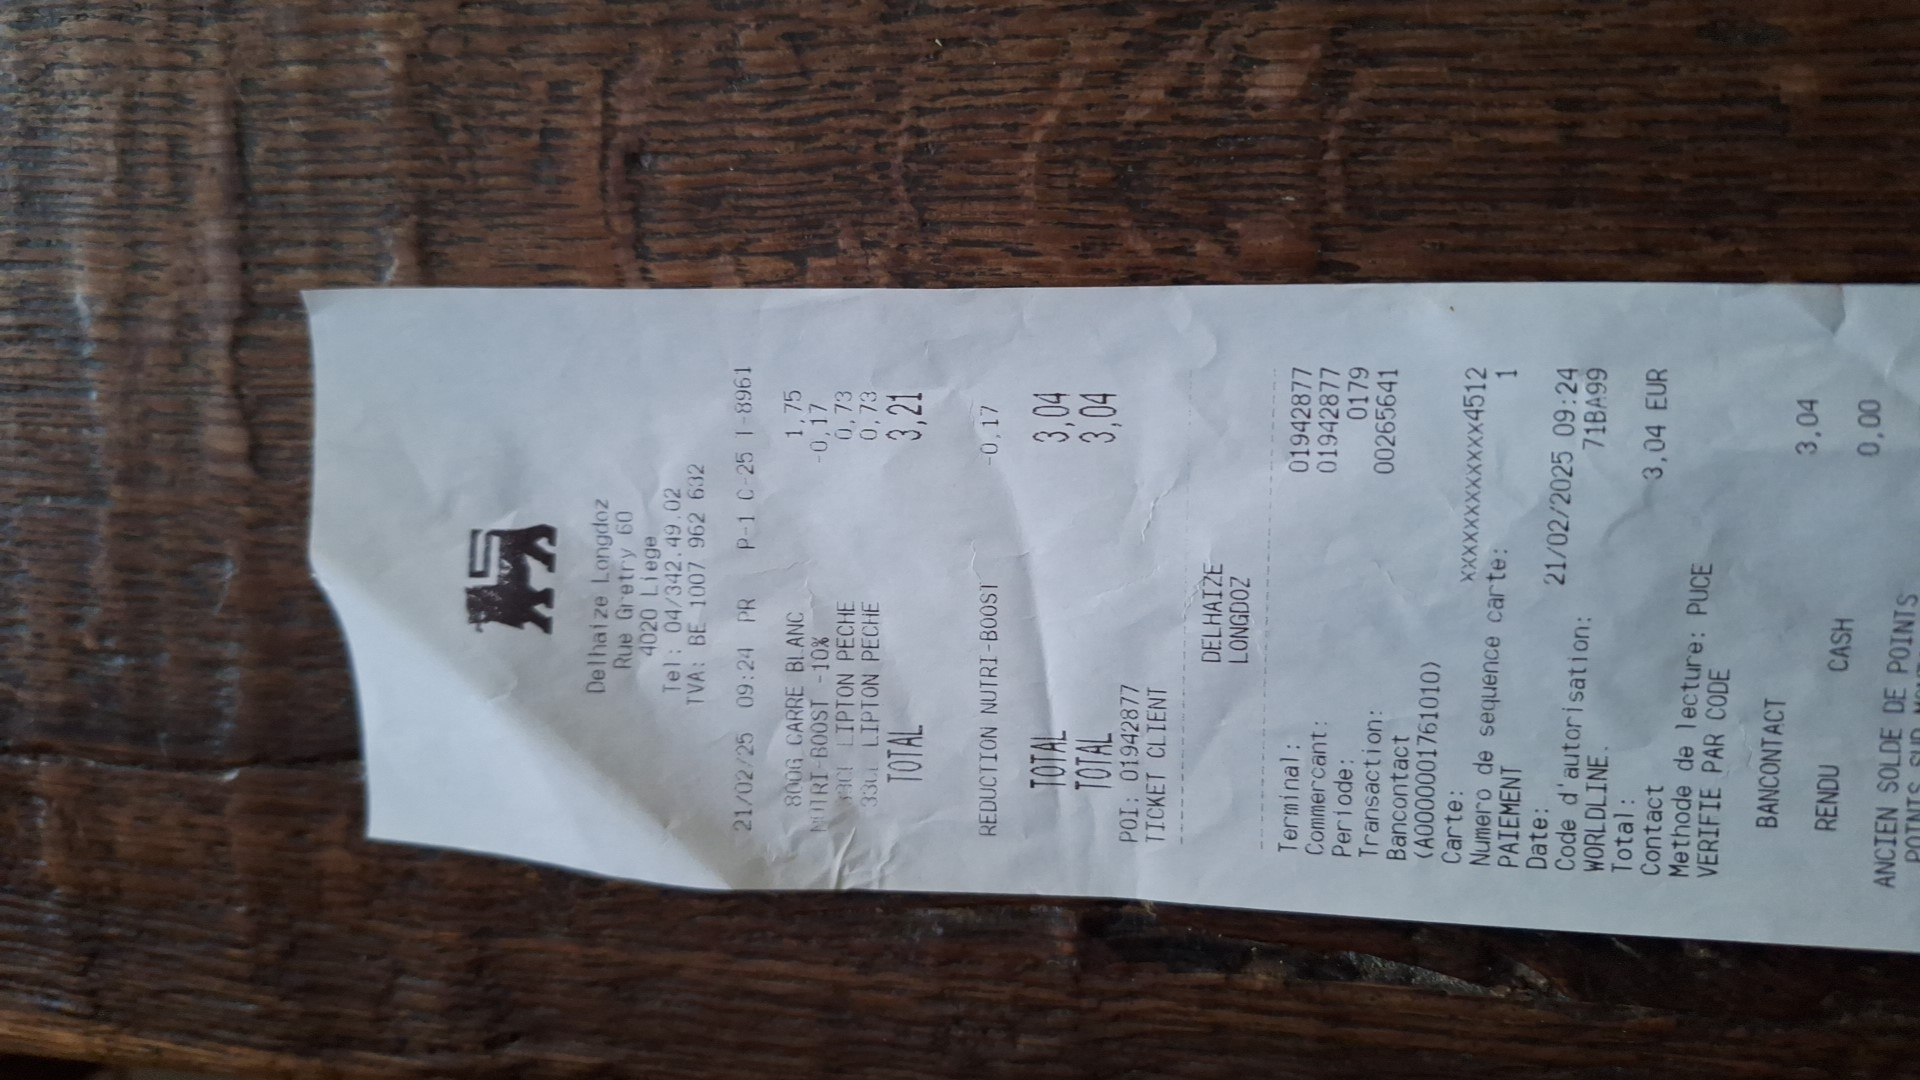 Delhaize Longdoz
Rue Gretry 60
4020 Liege
Tel: 04/342.49.02
TVA: BE 1007 962 632
21/02/25 09:24 PR P-1 C-25 I-8961
800G CARRE BLANC 1,75
NUTRI-BOOST -10% -0,17
LIPTON PECHE 0,73
33CL LIPTON PECHE 0,73
TOTAL 3,21
REDUCTION NUTRI-BOOST -0,17
TOTAL 3,04
TOTAL 3,04
POI: 01942877
TICKET CLIENT
DELHAIZE
LONGDOZ
Terminal: 01942877
Commercant: 01942877
Periode: 0179
Transaction: 00265641
Bancontact
(A0000001761010)
Carte: xxxxxxxxxxxxx4512
Numero de sequence carte: 1
PAIEMENT
Date: 21/02/2025 09:24
Code d'autorisation: 71BA99
WORLDLINE.
Total: 3,04 EUR
Contact
Methode de lecture: PUCE
VERIFIE PAR CODE
BANCONTACT 3,04
RENDU CASH 0,00
ANCIEN SOLDE DE POINTS
POINTS SUR